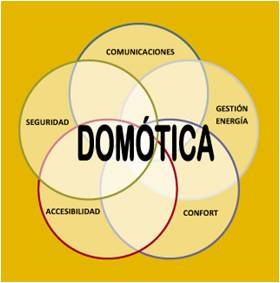 COMUNICACIONES
GESTIÓN
ENERGÍA
SEGURIDAD
DOMÓTICA
ACCESIBILIDAD
CONFORT